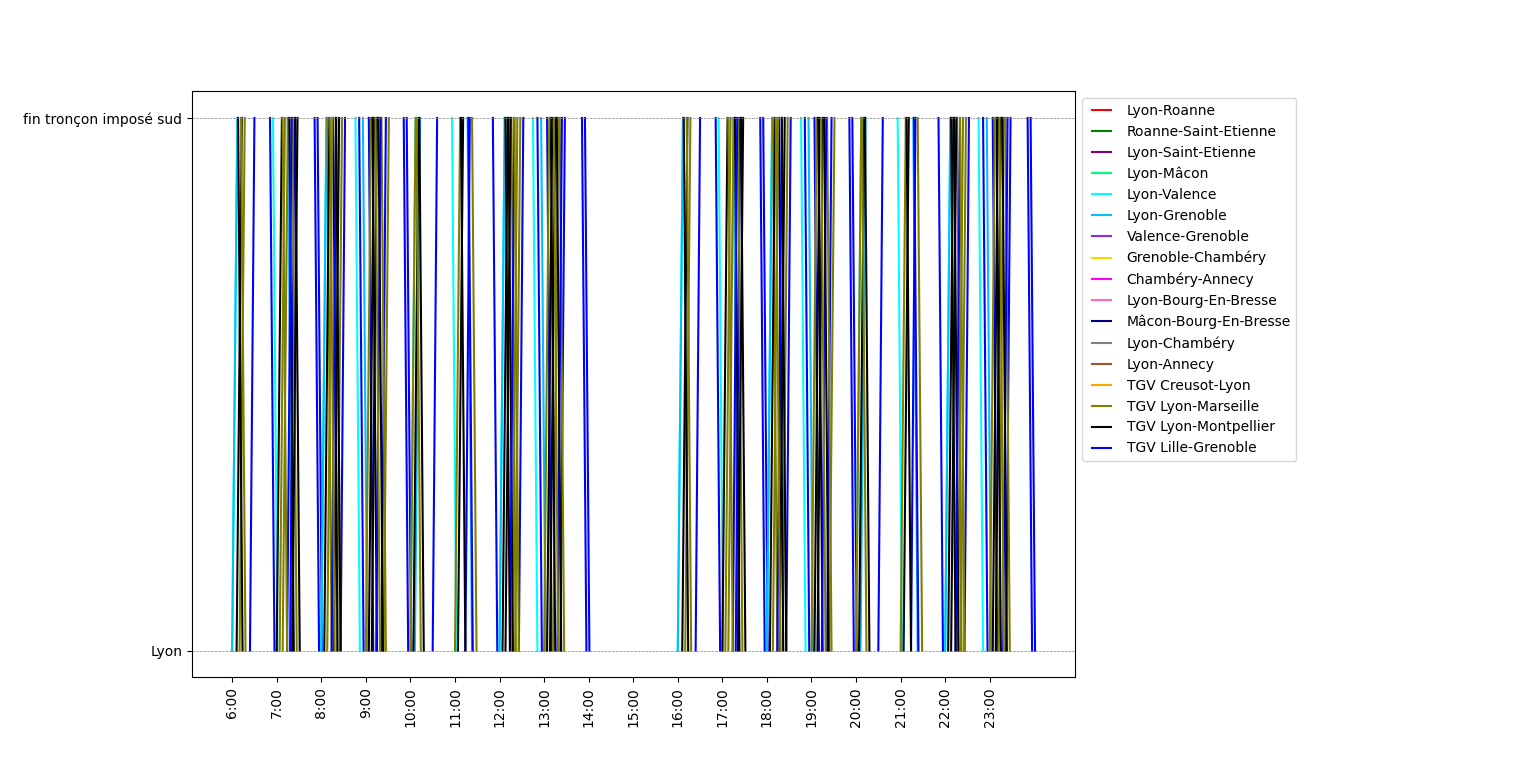 fin tronçon imposé sud
Lyon
6:00
7:00
8:00
9:00
10:00
11:00
12:00
13:00
14:00
15:00
16:00
17:00
18:00
19:00
20:00
21:00
22:00
23:00
Lyon-Roanne
Roanne-Saint-Etienne
Lyon-Saint-Etienne
Lyon-Mâcon
Lyon-Valence
Lyon-Grenoble
Valence-Grenoble
Grenoble-Chambéry
Chambéry-Annecy
Lyon-Bourg-En-Bresse
Mâcon-Bourg-En-Bresse
Lyon-Chambéry
Lyon-Annecy
TGV Creusot-Lyon
TGV Lyon-Marseille
TGV Lyon-Montpellier
TGV Lille-Grenoble